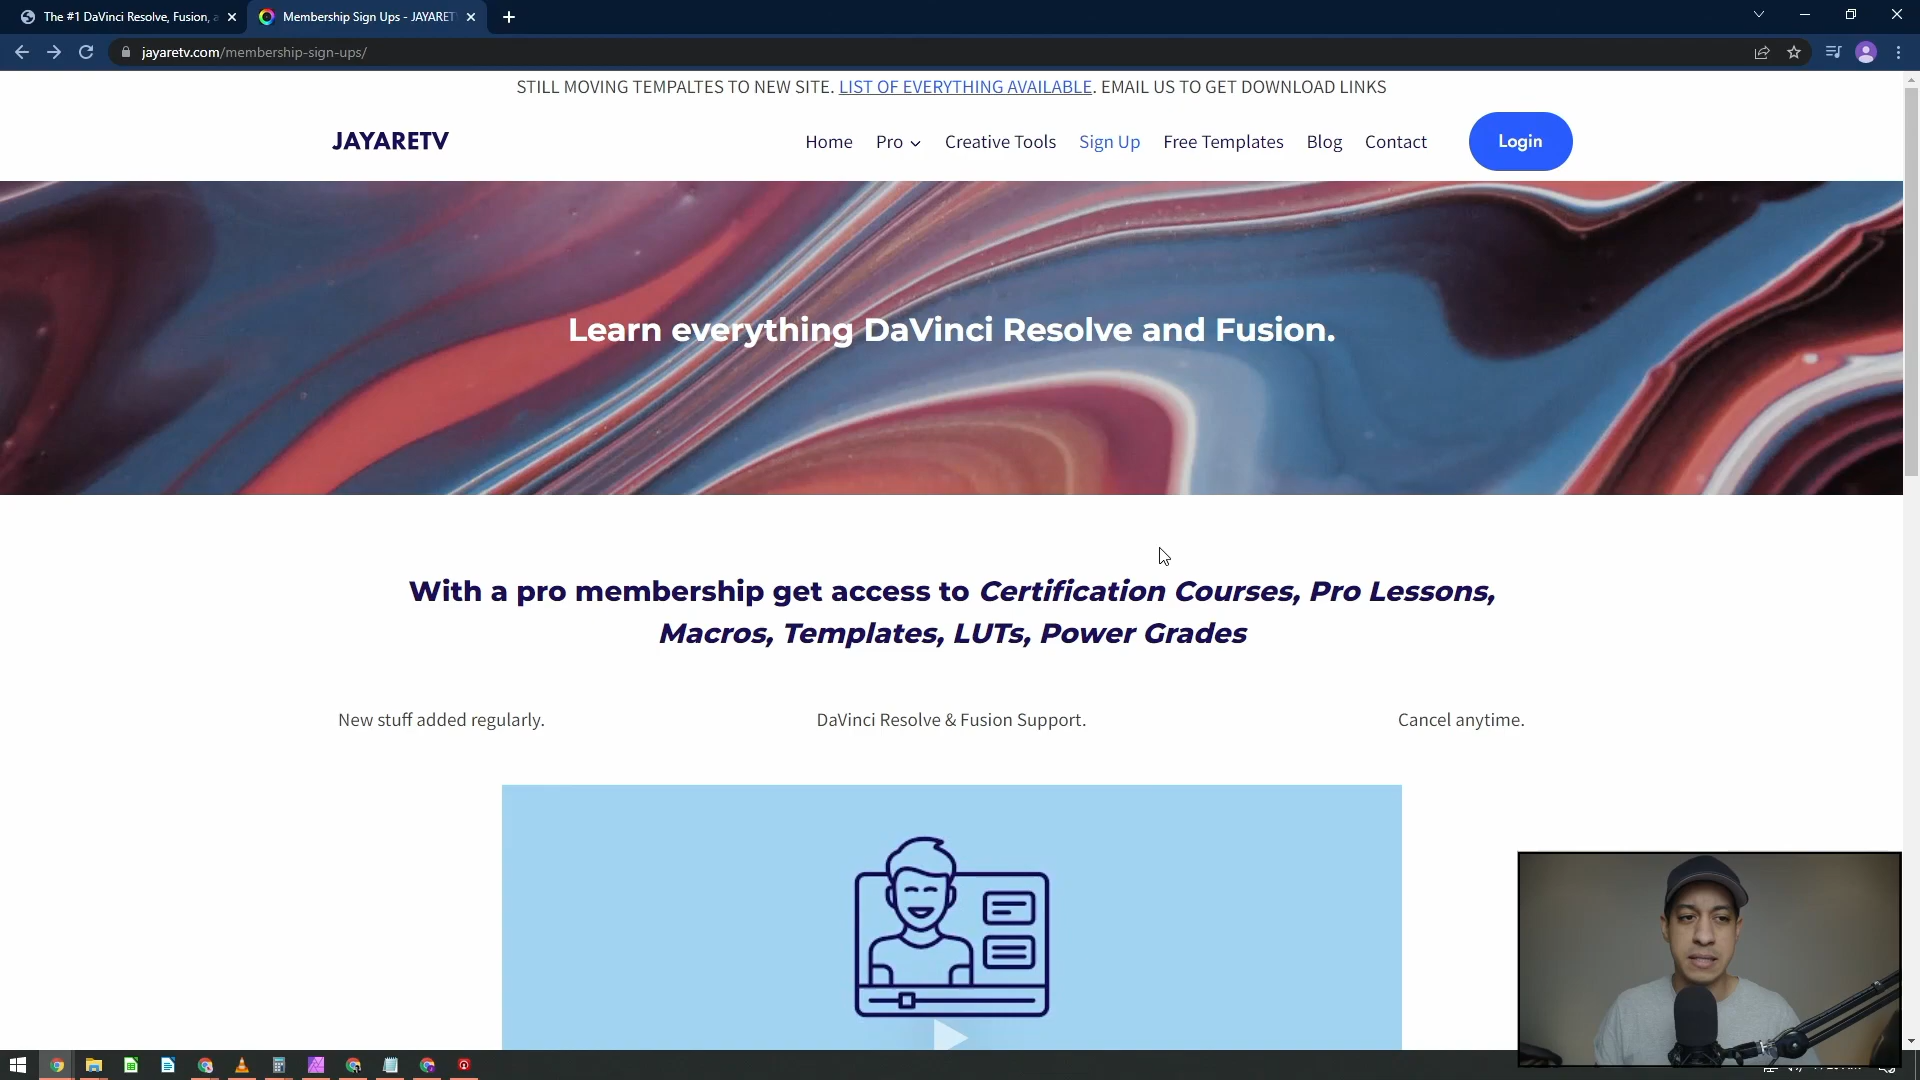 The #1 DaVinci Resolve, Fusion, a
Membership Sign Ups - JAYARET
jayaretv.com/membership-sign-ups/
STILL MOVING TEMPALTES TO NEW SITE. LIST OF EVERYTHING AVAILABLE. EMAIL US TO GET DOWNLOAD LINKS
JAYARETV
Home Pro Creative Tools Sign Up Free Templates Blog Contact Login
Learn everything DaVinci Resolve and Fusion.
With a pro membership get access to Certification Courses, Pro Lessons,
Macros, Templates, LUTs, Power Grades
New stuff added regularly. DaVinci Resolve & Fusion Support. Cancel anytime.